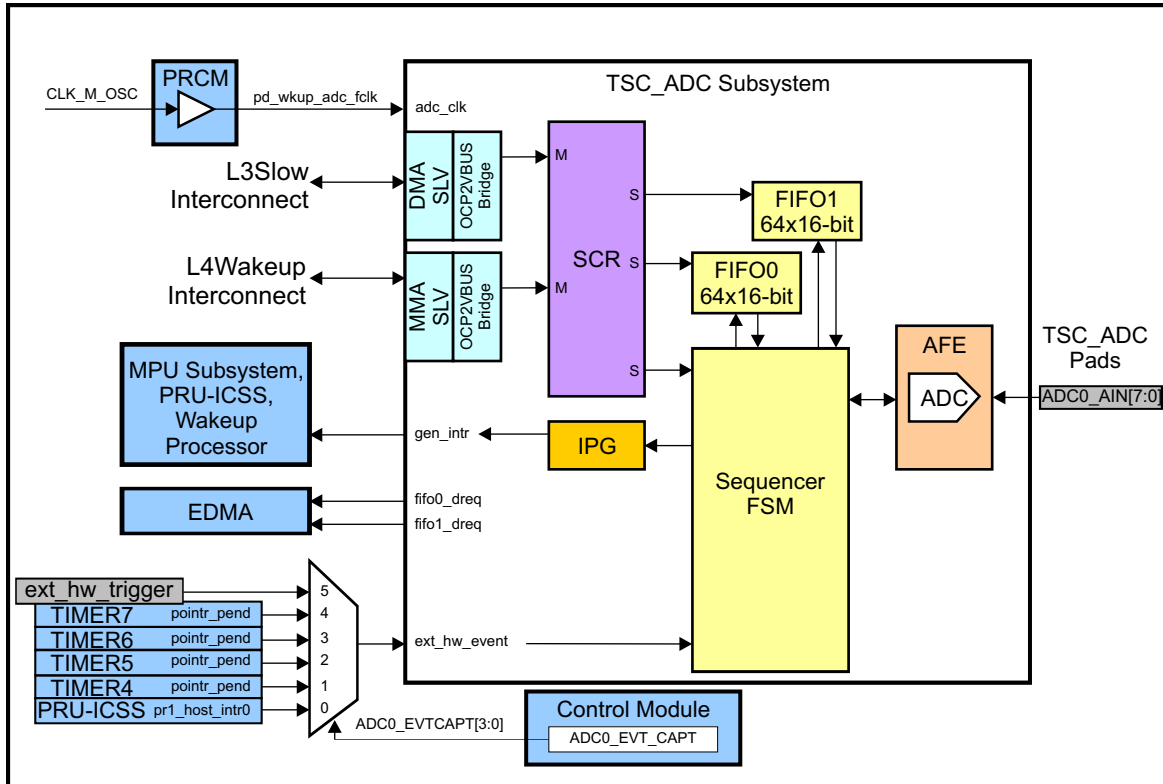 PRCM
CLK_M_OSC
pd_wkup_adc_fclk
TSC_ADC Subsystem
adc_clk
L3Slow
Interconnect
DMA
SLV
OCP2VBUS
Bridge
L4Wakeup
Interconnect
MMA
SLV
OCP2VBUS
Bridge
M
M
SCR
S
S
S
FIFO1
64x16-bit
FIFO0
64x16-bit
AFE
ADC
TSC_ADC
Pads
ADC0_AIN[7:0]
MPU Subsystem,
PRU-ICSS,
Wakeup
Processor
gen_intr
IPG
Sequencer
FSM
EDMA
fifo0_dreq
fifo1_dreq
ext_hw_trigger
5
TIMER7 pointr_pend
4
TIMER6 pointr_pend
3
TIMER5 pointr_pend
2
TIMER4 pointr_pend
1
PRU-ICSS pr1_host_intr0
0
ext_hw_event
ADC0_EVTCAPT[3:0]
Control Module
ADC0_EVT_CAPT